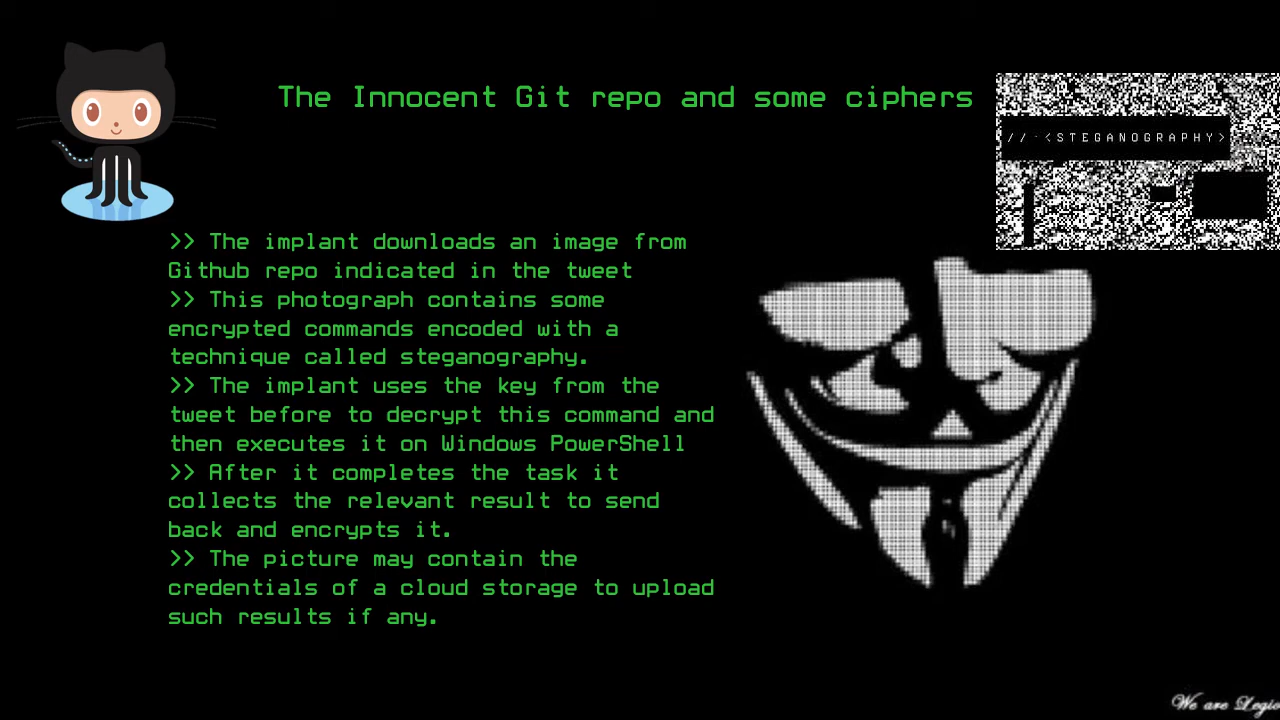 The Innocent Git repo and some ciphers
//-<STEGANOGRAPHY>
>> The implant downloads an image from
Github repo indicated in the tweet
>> This photograph contains some
encrypted commands encoded with a
technique called steganography.
>> The implant uses the key from the
tweet before to decrypt this command and
then executes it on Windows PowerShell
>> After it completes the task it
collects the relevant result to send
back and encrypts it.
>> The picture may contain the
credentials of a cloud storage to upload
such results if any.
We are Legio